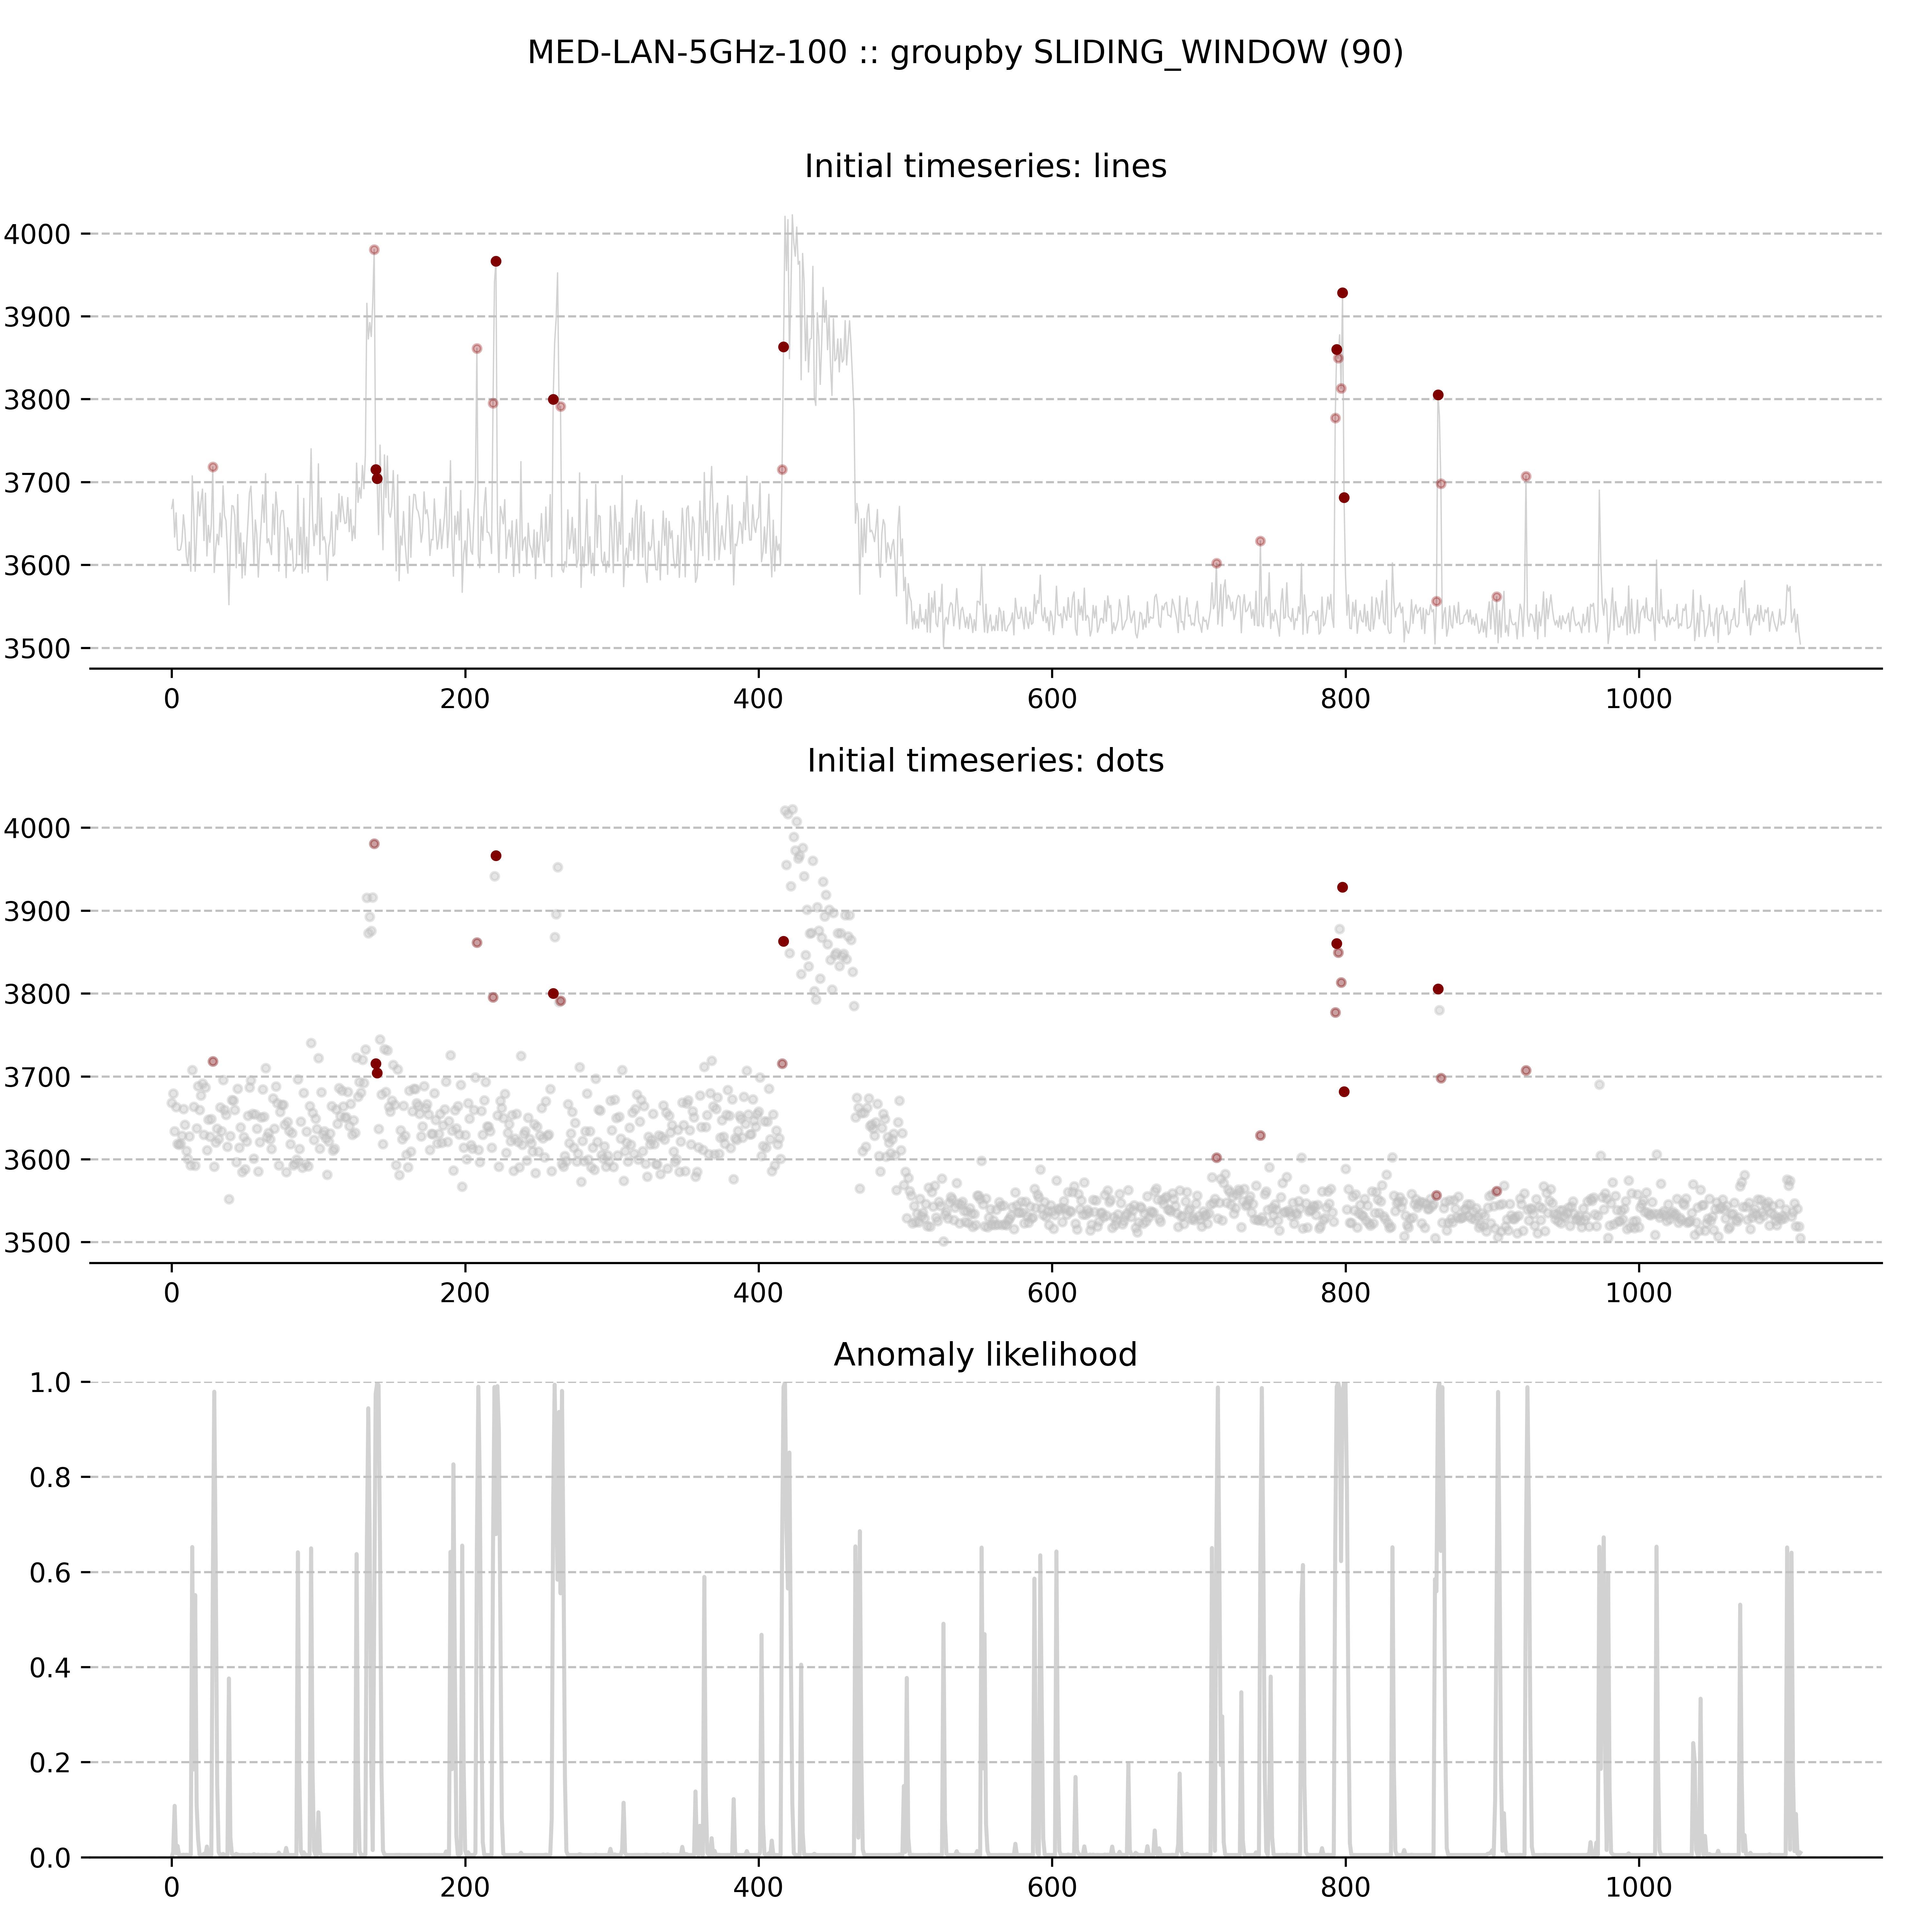 MED-LAN-5GHz-100 :: groupby SLIDING_WINDOW (90)
Initial timeseries: lines
4000
3900
3800
3700
3600
3500
0 200 400 600 800 1000
Initial timeseries: dots
4000
3900
3800
3700
3600
3500
0 200 400 600 800 1000
Anomaly likelihood
1.0
0.8
0.6
0.4
0.2
0.0
0 200 400 600 800 1000